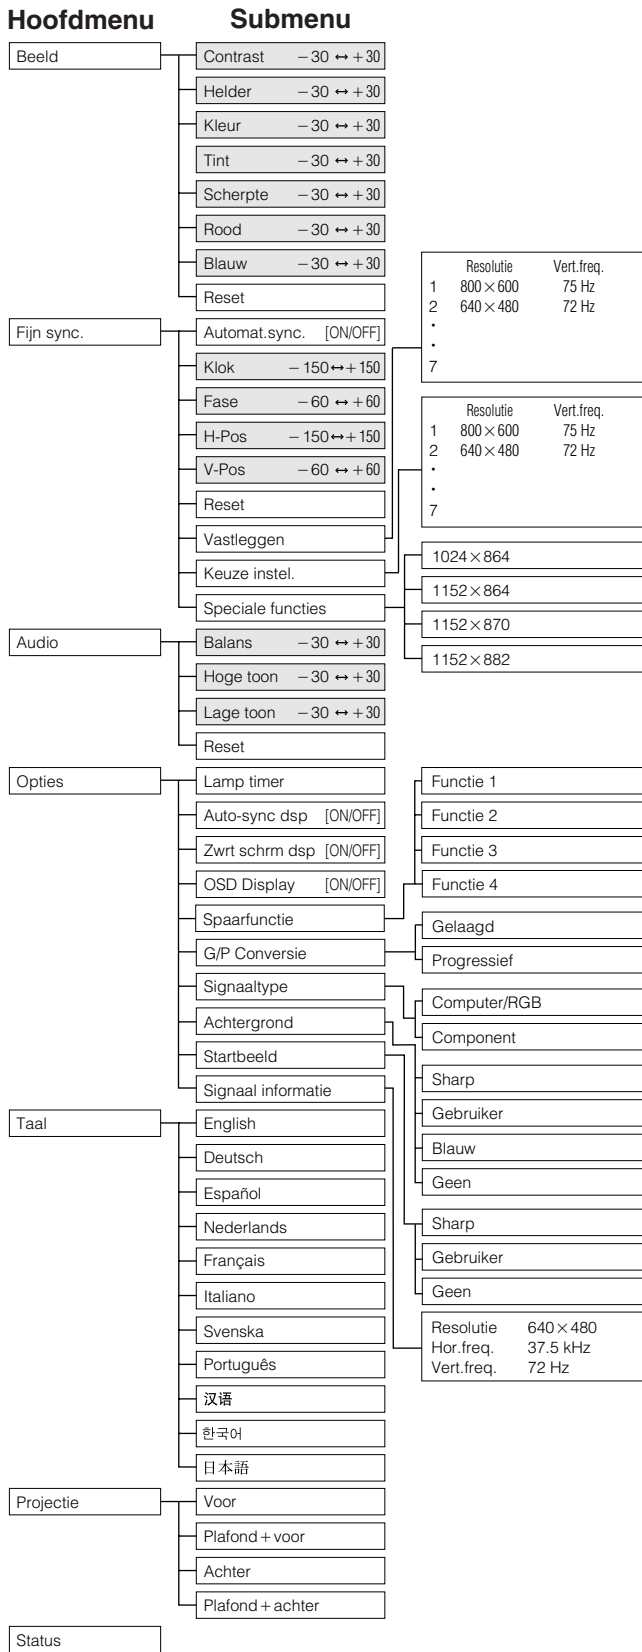 Hoofdmenu
Submenu
Beeld
Contrast −30 ↔ +30
Helder −30 ↔ +30
Kleur −30 ↔ +30
Tint −30 ↔ +30
Scherpte −30 ↔ +30
Rood −30 ↔ +30
Blauw −30 ↔ +30
Reset
Fijn sync.
Automat.sync. [ON/OFF]
Klok −150↔+150
Fase −60 ↔ +60
H-Pos −150↔+150
V-Pos −60 ↔ +60
Reset
Vastleggen
Resolutie Vert.freq.
1 800×600 75 Hz
2 640×480 72 Hz
·
·
7
Keuze instel.
Resolutie Vert.freq.
1 800×600 75 Hz
2 640×480 72 Hz
·
·
7
Speciale functies
1024×864
1152×864
1152×870
1152×882
Audio
Balans −30 ↔ +30
Hoge toon −30 ↔ +30
Lage toon −30 ↔ +30
Reset
Opties
Lamp timer
Auto-sync dsp [ON/OFF]
Zwrt schrm dsp [ON/OFF]
OSD Display [ON/OFF]
Spaarfunctie
Functie 1
Functie 2
Functie 3
Functie 4
G/P Conversie
Gelaagd
Progressief
Signaaltype
Computer/RGB
Component
Achtergrond
Sharp
Gebruiker
Blauw
Geen
Startbeeld
Sharp
Gebruiker
Geen
Signaal informatie
Resolutie 640×480
Hor.freq. 37.5 kHz
Vert.freq. 72 Hz
Taal
English
Deutsch
Español
Nederlands
Français
Italiano
Svenska
Português
汉语
한국어
日本語
Projectie
Voor
Plafond+voor
Achter
Plafond+achter
Status